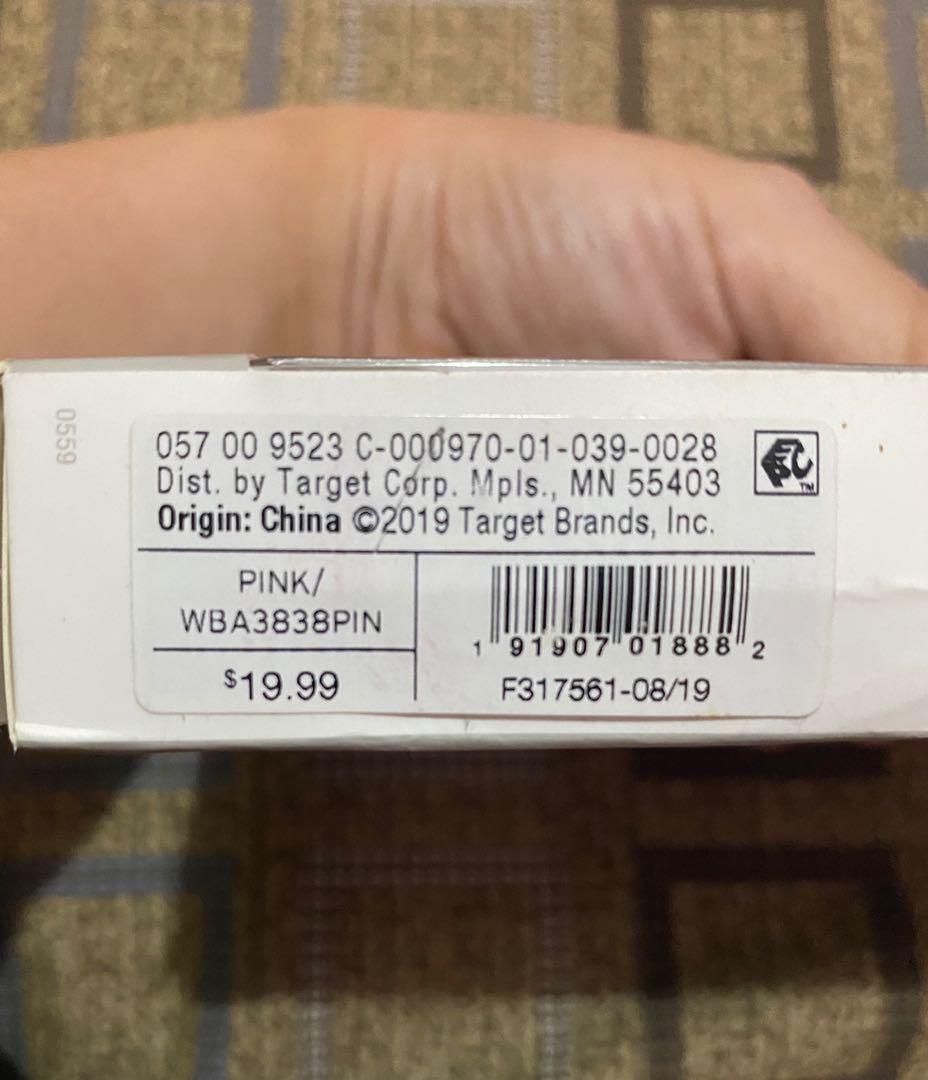 0559
057 00 9523 C-000970-01-039-0028
Dist. by Target Corp. Mpls., MN 55403
Origin: China ©2019 Target Brands, Inc.
TM
PINK/
WBA3838PIN
$19.99
1 91907 01888 2
F317561-08/19